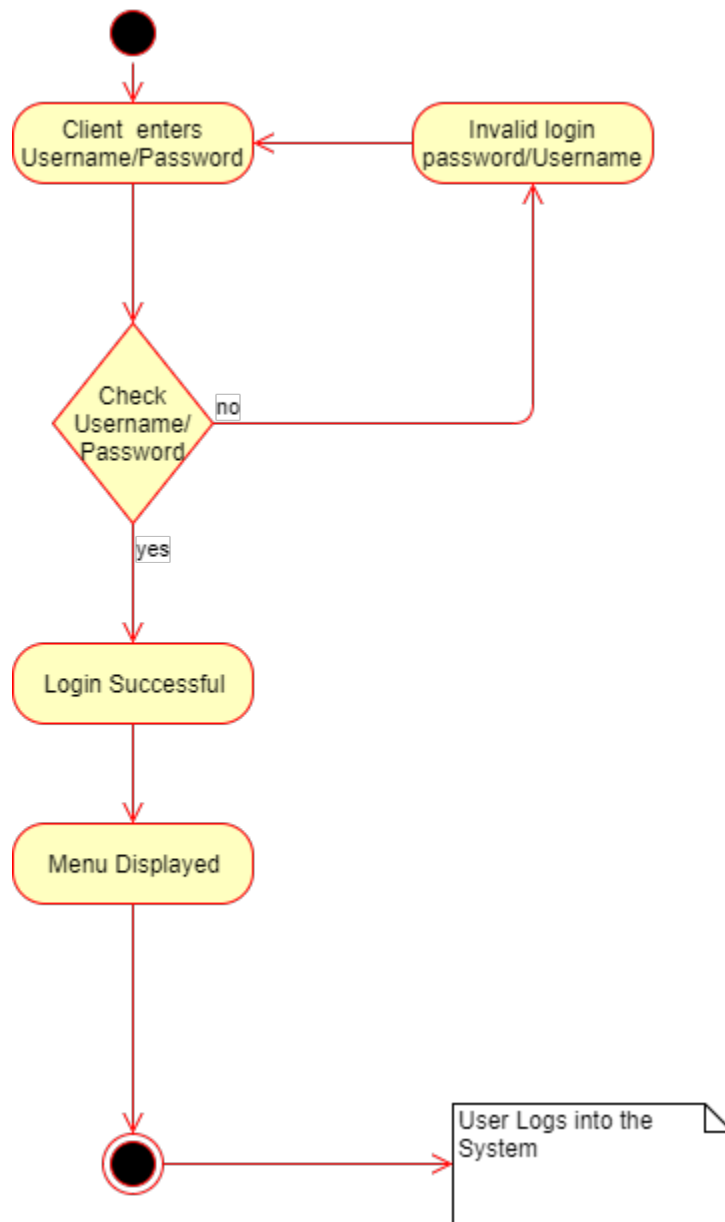 Client  enters
Username/Password
Invalid login
password/Username
Check
Username/
Password
no
yes
Login Successful
Menu Displayed
User Logs into the
System